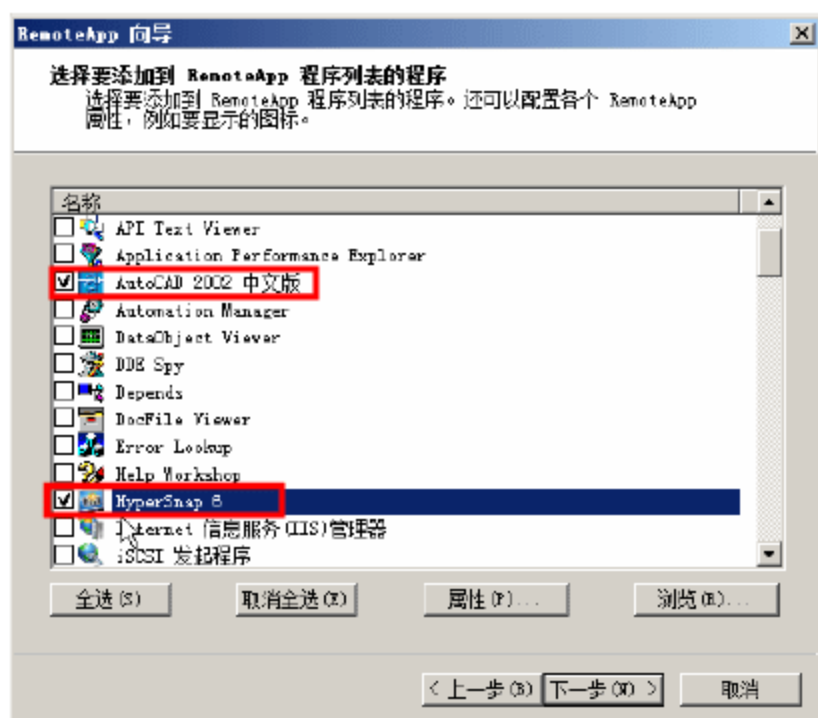 RemoteApp 向导
选择要添加到 RemoteApp 程序列表的程序
选择要添加到 RemoteApp 程序列表的程序。还可以配置各个 RemoteApp
属性，例如要显示的图标。
名称
API Text Viewer
Application Performance Explorer
AutoCAD 2002 中文版
Automation Manager
DataObject Viewer
DDE Spy
Depends
DocFile Viewer
Error Lookup
Help Workshop
HyperSnap 6
Internet 信息服务(IIS)管理器
iSCSI 发起程序
全选(S) 取消全选(E) 属性(P)... 浏览(R)...
< 上一步(B) 下一步(N) > 取消